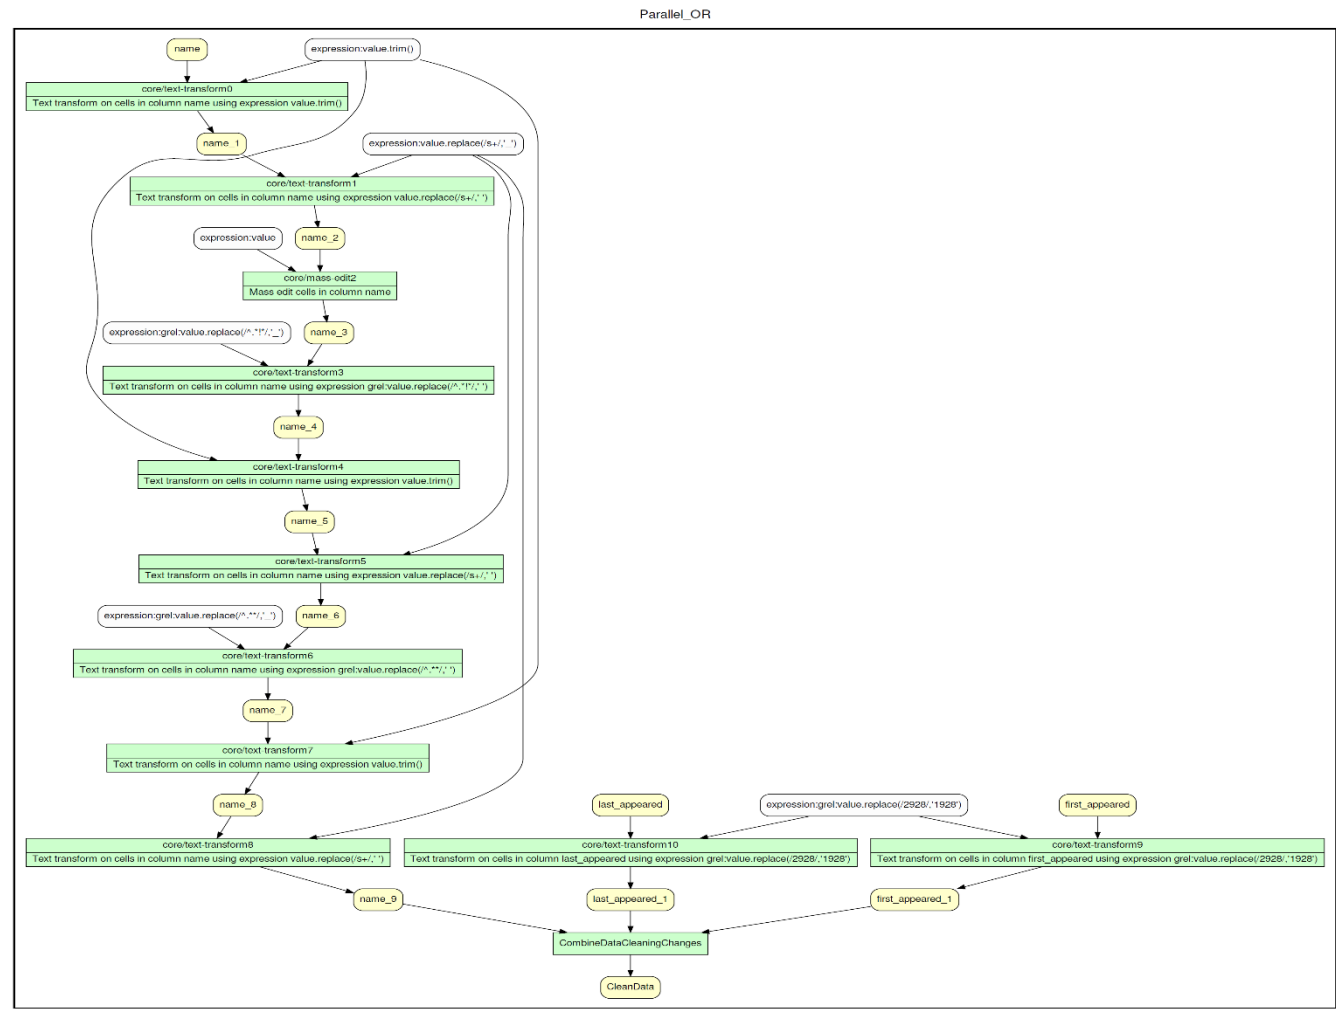 Parallel_OR
name
expression:value.trim()
core/text-transform0
Text transform on cells in column name using expression value.trim()
name_1
expression:value.replace(/s+/,'_')
core/text-transform1
Text transform on cells in column name using expression value.replace(/s+/,' ')
expression:value
name_2
core/mass-edit2
Mass edit cells in column name
expression:grel:value.replace(/^.*!*/,'_')
name_3
core/text-transform3
Text transform on cells in column name using expression grel:value.replace(/^.*!*/,' ')
name_4
core/text-transform4
Text transform on cells in column name using expression value.trim()
name_5
core/text-transform5
Text transform on cells in column name using expression value.replace(/s+/,' ')
expression:grel:value.replace(/^.**/,'_')
name_6
core/text-transform6
Text transform on cells in column name using expression grel:value.replace(/^.**/,' ')
name_7
core/text-transform7
Text transform on cells in column name using expression value.trim()
name_8
last_appeared
expression:grel:value.replace(/2928/,'1928')
first_appeared
core/text-transform8
Text transform on cells in column name using expression value.replace(/s+/,' ')
core/text-transform10
Text transform on cells in column last_appeared using expression grel:value.replace(/2928/,'1928')
core/text-transform9
Text transform on cells in column first_appeared using expression grel:value.replace(/2928/,'1928')
name_9
last_appeared_1
first_appeared_1
CombineDataCleaningChanges
CleanData